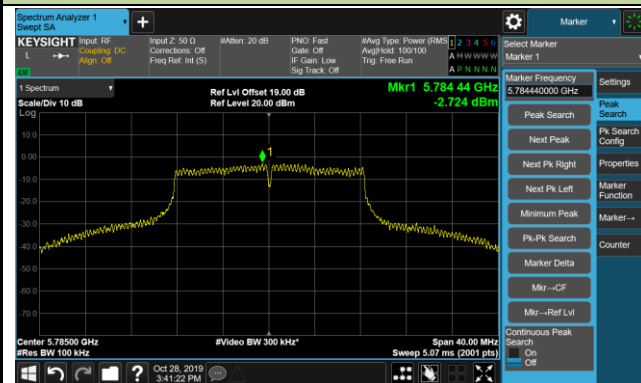 Spectrum Analyzer 1
Swept SA
+
Marker
KEYSIGHT
L
Input: RF
Coupling: DC
Align: Off
Input Z: 50 Ω
Corrections: Off
Freq Ref: Int (S)
#Atten: 20 dB
PNO: Fast
Gate: Off
IF Gain: Low
Sig Track: Off
#Avg Type: Power (RMS
Avg|Hold: 100/100
Trig: Free Run
1 2 3 4 5 6
A W W W W W
A P N N N N
Select Marker
Marker 1
1 Spectrum
Scale/Div 10 dB
Log
Ref Lvl Offset 19.00 dB
Ref Level 20.00 dBm
Mkr1 5.784 44 GHz
-2.724 dBm
10.0
0.00
-10.0
-20.0
-30.0
-40.0
-50.0
-60.0
-70.0
1
Center 5.78500 GHz
#Res BW 100 kHz
#Video BW 300 kHz*
Span 40.00 MHz
Sweep 5.07 ms (2001 pts)
Marker Frequency
5.784440000 GHz
Peak Search
Next Peak
Next Pk Right
Next Pk Left
Minimum Peak
Pk-Pk Search
Marker Delta
Mkr→CF
Mkr→Ref Lvl
Continuous Peak
Search
On
Off
Settings
Peak
Search
Pk Search
Config
Properties
Marker
Function
Marker→
Counter
?
Oct 28, 2019
3:41:22 PM